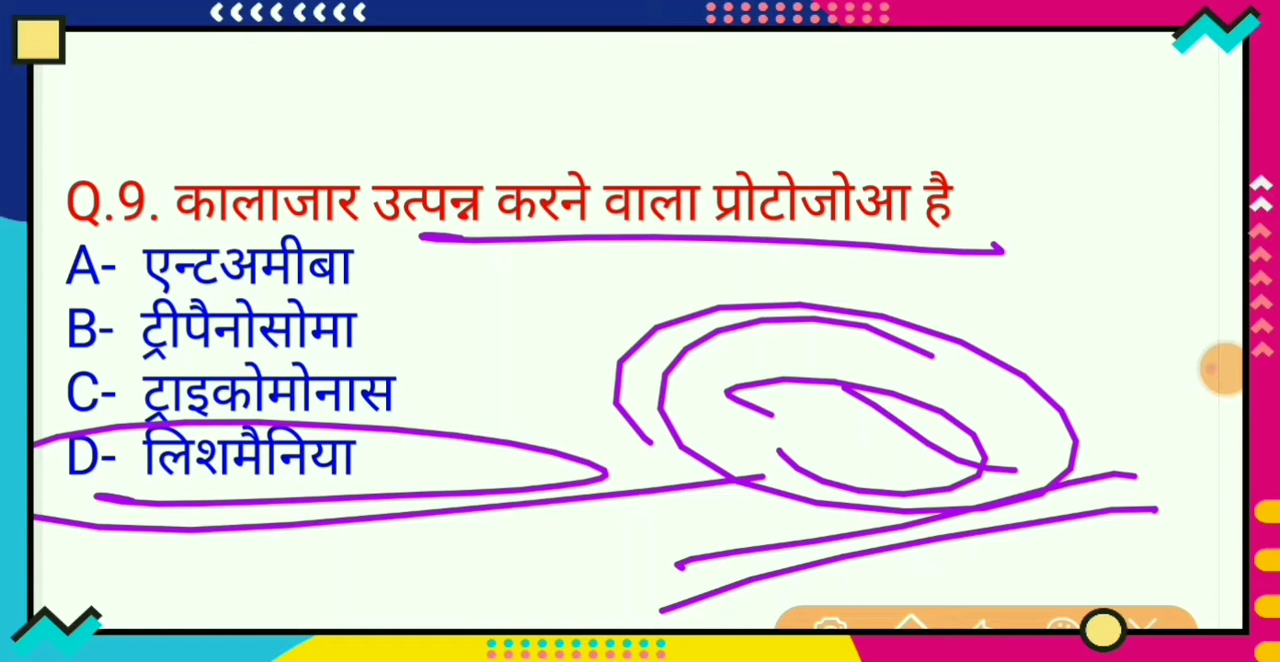 Q.9. कालाजार उत्पन्न करने वाला प्रोटोजोआ है
A- एन्टअमीबा
B- ट्रीपैनोसोमा
C- ट्राइकोमोनास
D- लिशमैनिया